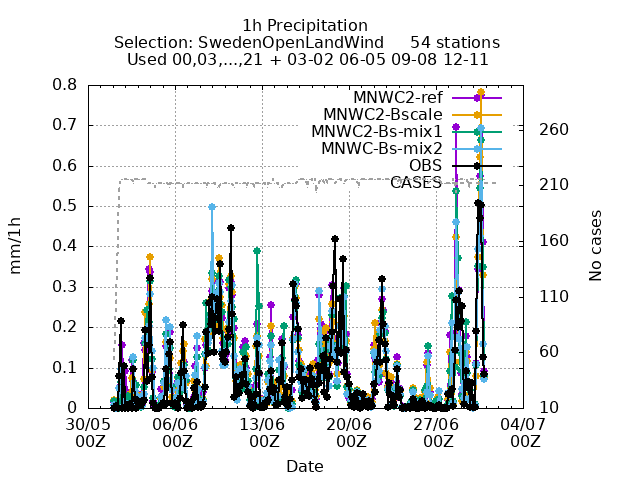 1h Precipitation
Selection: SwedenOpenLandWind 54 stations
Used 00,03,...,21 + 03-02 06-05 09-08 12-11
MNWC2-ref
MNWC2-Bscale
MNWC2-Bs-mix1
MNWC-Bs-mix2
OBS
CASES
mm/1h
0.8
0.7
0.6
0.5
0.4
0.3
0.2
0.1
0
No cases
260
210
160
110
60
10
30/05 06/06 13/06 20/06 27/06 04/07
00Z 00Z 00Z 00Z 00Z 00Z
Date